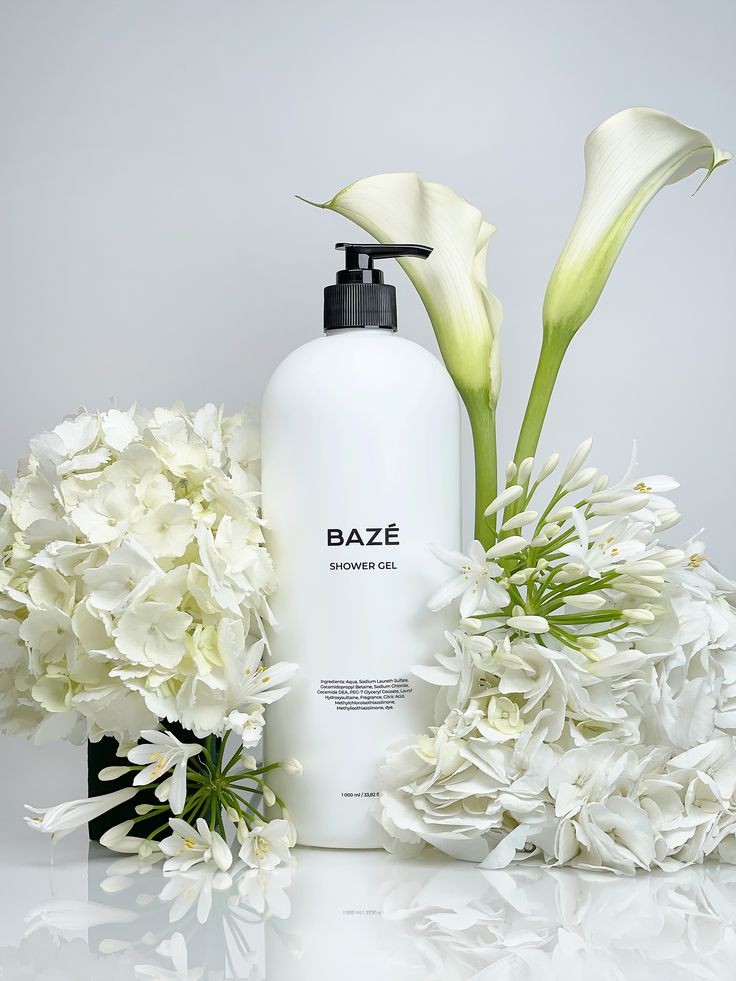 BAZÉ
SHOWER GEL
Ingredients: Aqua, Sodium Laureth Sulfate,
Cocamidopropyl Betaine, Sodium Chloride,
Cocamide DEA, PEG-7 Glyceryl Cocoate, Lauryl
Hydroxysultaine, Fragrance, Citric Acid,
Methylchloroisothiazolinone,
Methylisothiazolinone, dye.
1 000 ml / 33,82 fl.